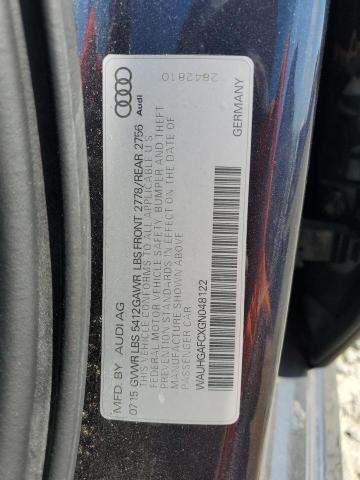 2842810
Audi
MFD. BY AUDI AG
07.15 GVWR LBS 5412 GAWR LBS FRONT 2778/REAR 2756
THIS VEHICLE CONFORMS TO ALL APPLICABLE U S
FEDERAL MOTOR VEHICLE SAFETY, BUMPER AND THEFT
PREVENTION STANDARDS IN EFFECT ON THE DATE OF
MANUFACTURE SHOWN ABOVE
PASSENGER CAR
WAUHGAFCXGN048122
GERMANY